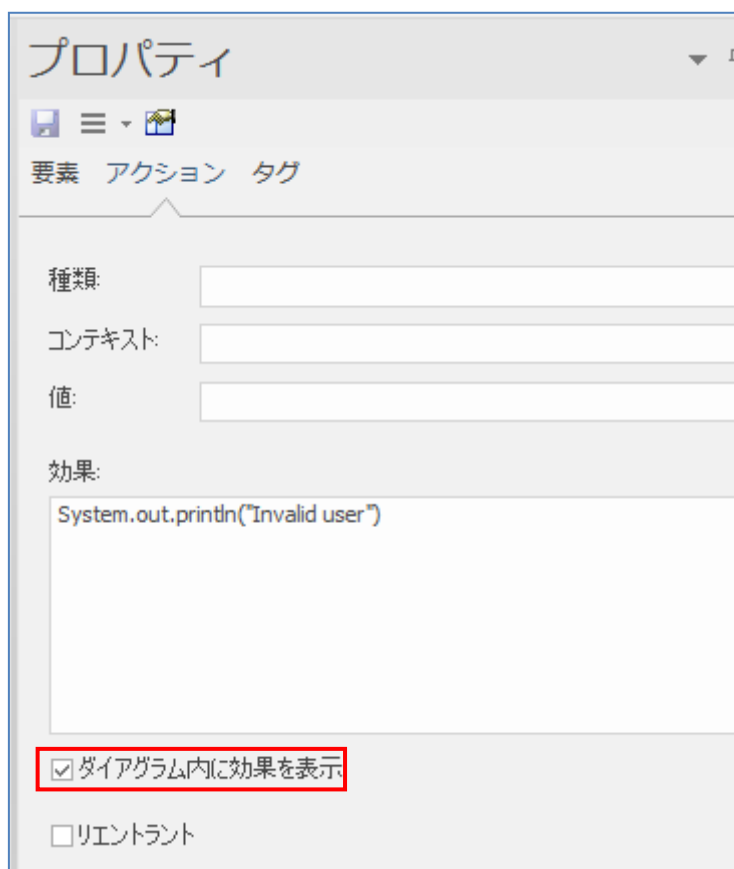 プロパティ
要素 アクション タグ
種類:
コンテキスト:
値:
効果:
System.out.println("Invalid user")
ダイアグラム内に効果を表示
リエントラント